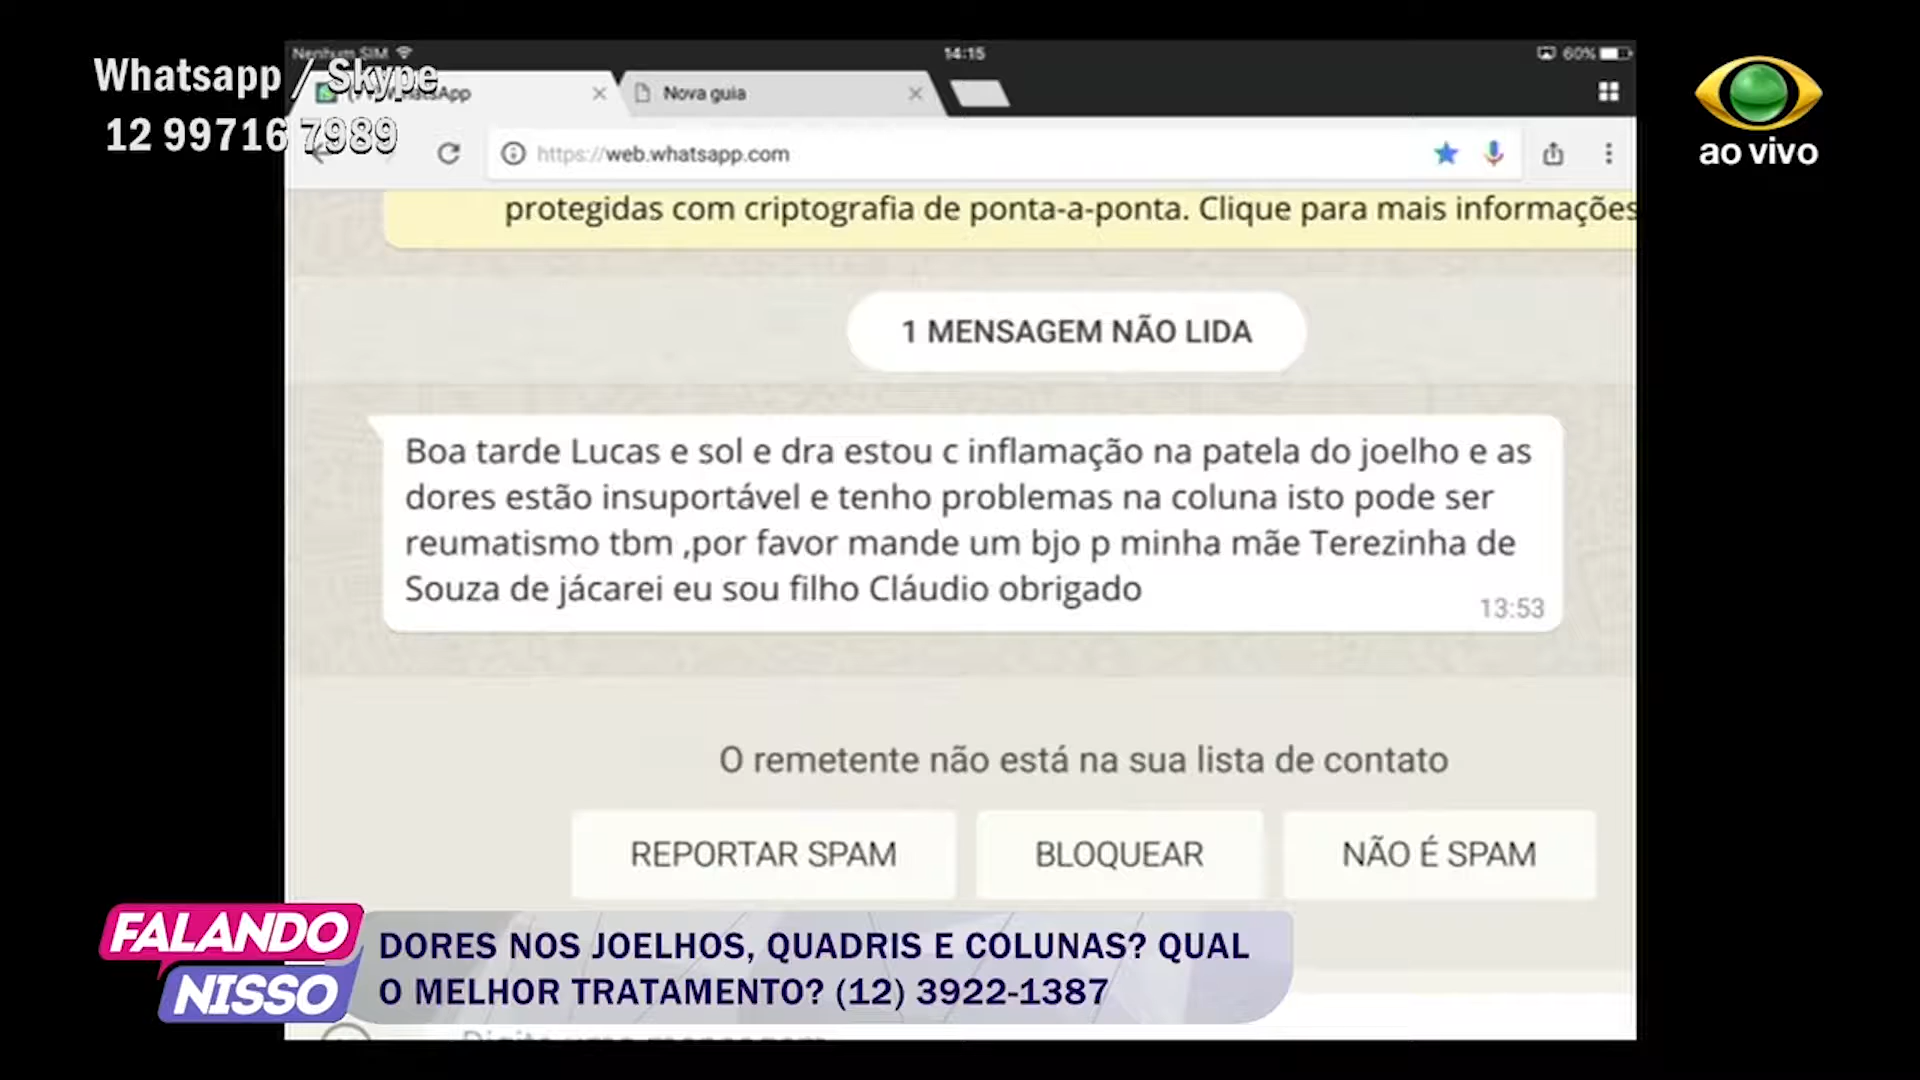 Whatsapp / Skype
12 99716 7989
Nenhum SIM
14:15
60%
WhatsApp
Nova guia
https://web.whatsapp.com
ao vivo
protegidas com criptografia de ponta-a-ponta. Clique para mais informações
1 MENSAGEM NÃO LIDA
Boa tarde Lucas e sol e dra estou c inflamação na patela do joelho e as
dores estão insuportável e tenho problemas na coluna isto pode ser
reumatismo tbm ,por favor mande um bjo p minha mãe Terezinha de
Souza de jácarei eu sou filho Cláudio obrigado
13:53
O remetente não está na sua lista de contato
REPORTAR SPAM
BLOQUEAR
NÃO É SPAM
FALANDO
NISSO
DORES NOS JOELHOS, QUADRIS E COLUNAS? QUAL
O MELHOR TRATAMENTO? (12) 3922-1387